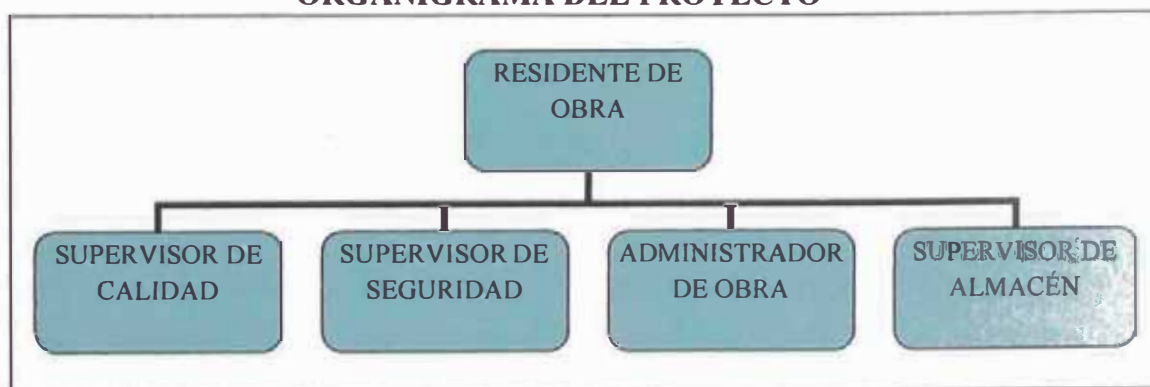 ORGANIGRAMA DEL PROYECTO
RESIDENTE DE
OBRA
SUPERVISOR DE
CALIDAD
SUPERVISOR DE
SEGURIDAD
ADMINISTRADOR
DE OBRA
SUPERVISOR DE
ALMACÉN